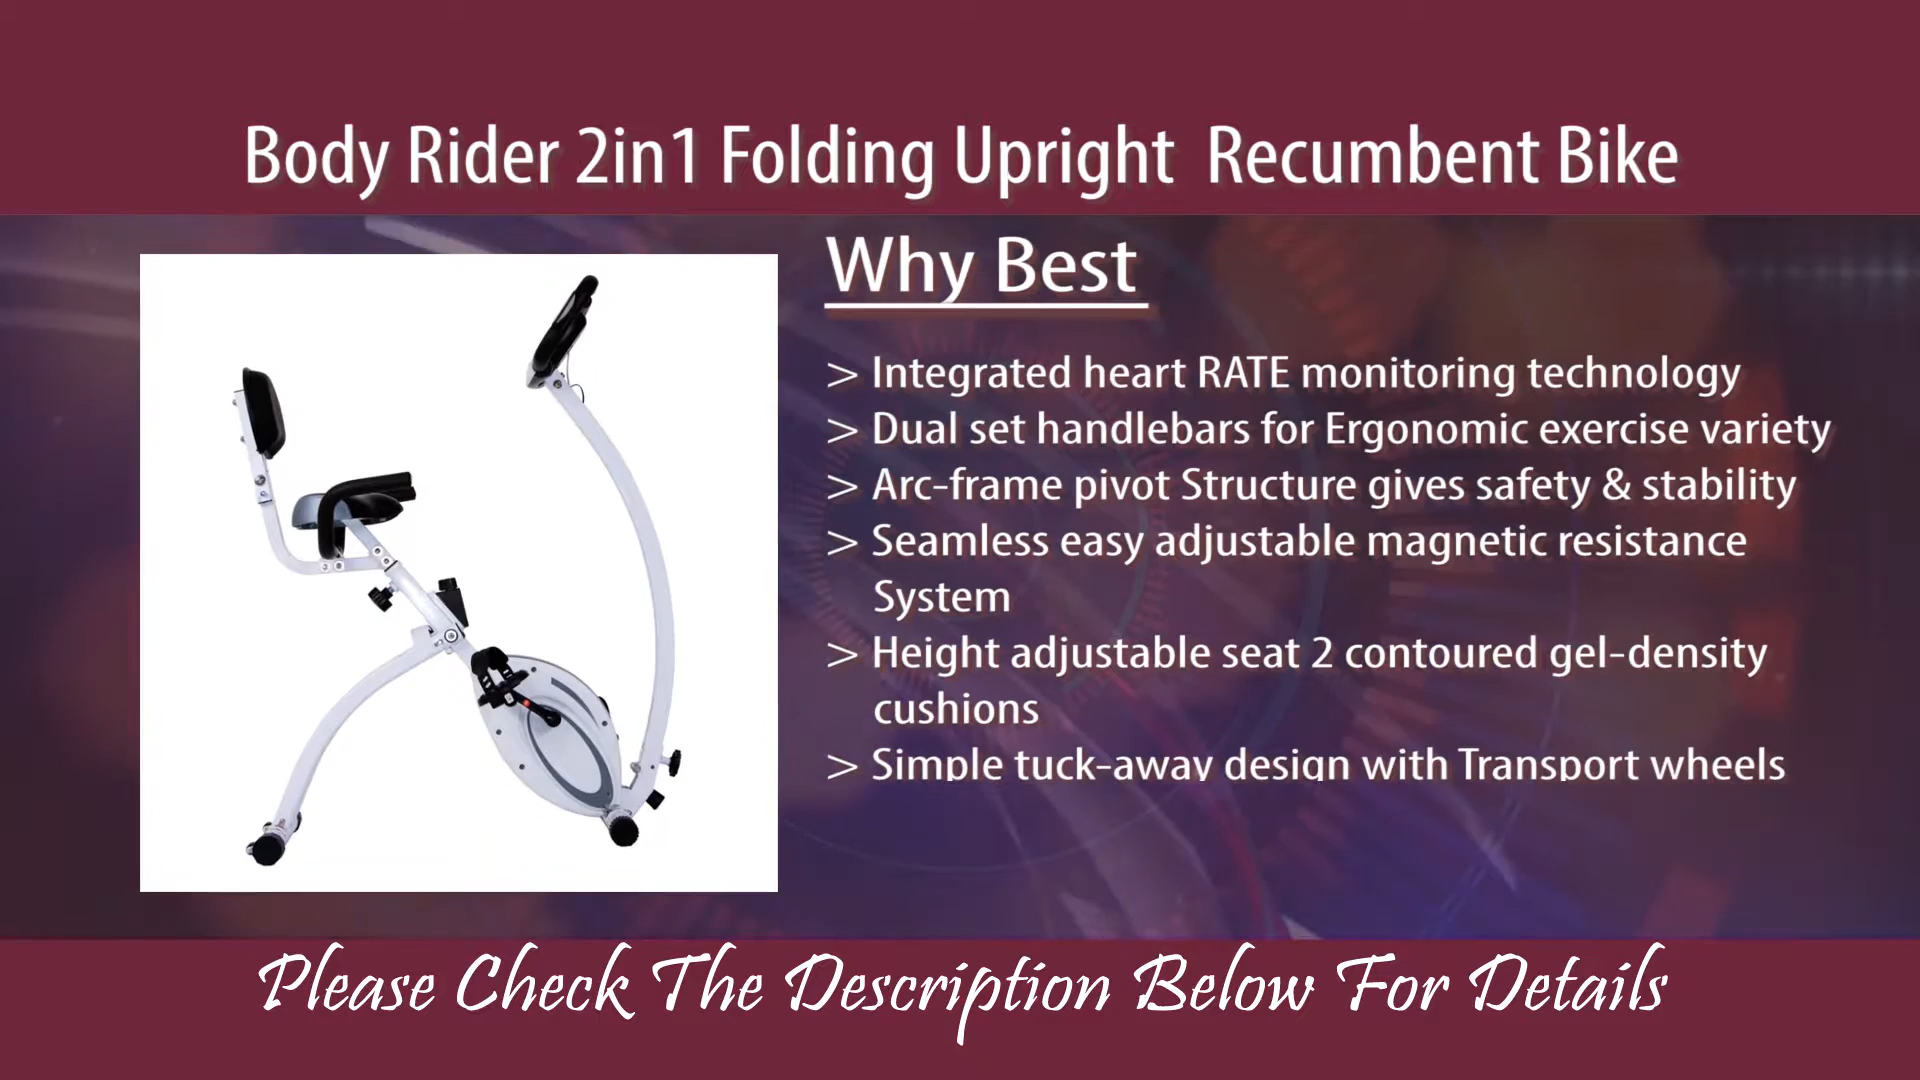 Body Rider 2in1 Folding Upright Recumbent Bike
Why Best
> Integrated heart RATE monitoring technology
> Dual set handlebars for Ergonomic exercise variety
> Arc-frame pivot Structure gives safety & stability
> Seamless easy adjustable magnetic resistance
System
> Height adjustable seat 2 contoured gel-density
cushions
> Simple tuck-away design with Transport wheels
Please Check The Description Below For Details